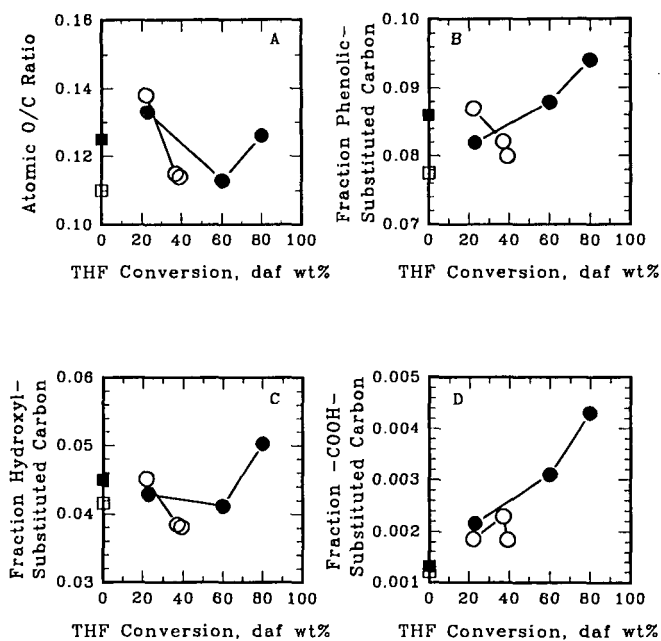 0.16
0.14
0.12
0.10
Atomic O/C Ratio
A
0 20 40 60 80 100
THF Conversion, daf wt%
0.10
0.09
0.08
0.07
Fraction Phenolic-
Substituted Carbon
B
0 20 40 60 80 100
THF Conversion, daf wt%
0.06
0.05
0.04
0.03
Fraction Hydroxyl-
Substituted Carbon
C
0 20 40 60 80 100
THF Conversion, daf wt%
0.005
0.004
0.003
0.002
0.001
Fraction -COOH-
Substituted Carbon
D
0 20 40 60 80 100
THF Conversion, daf wt%